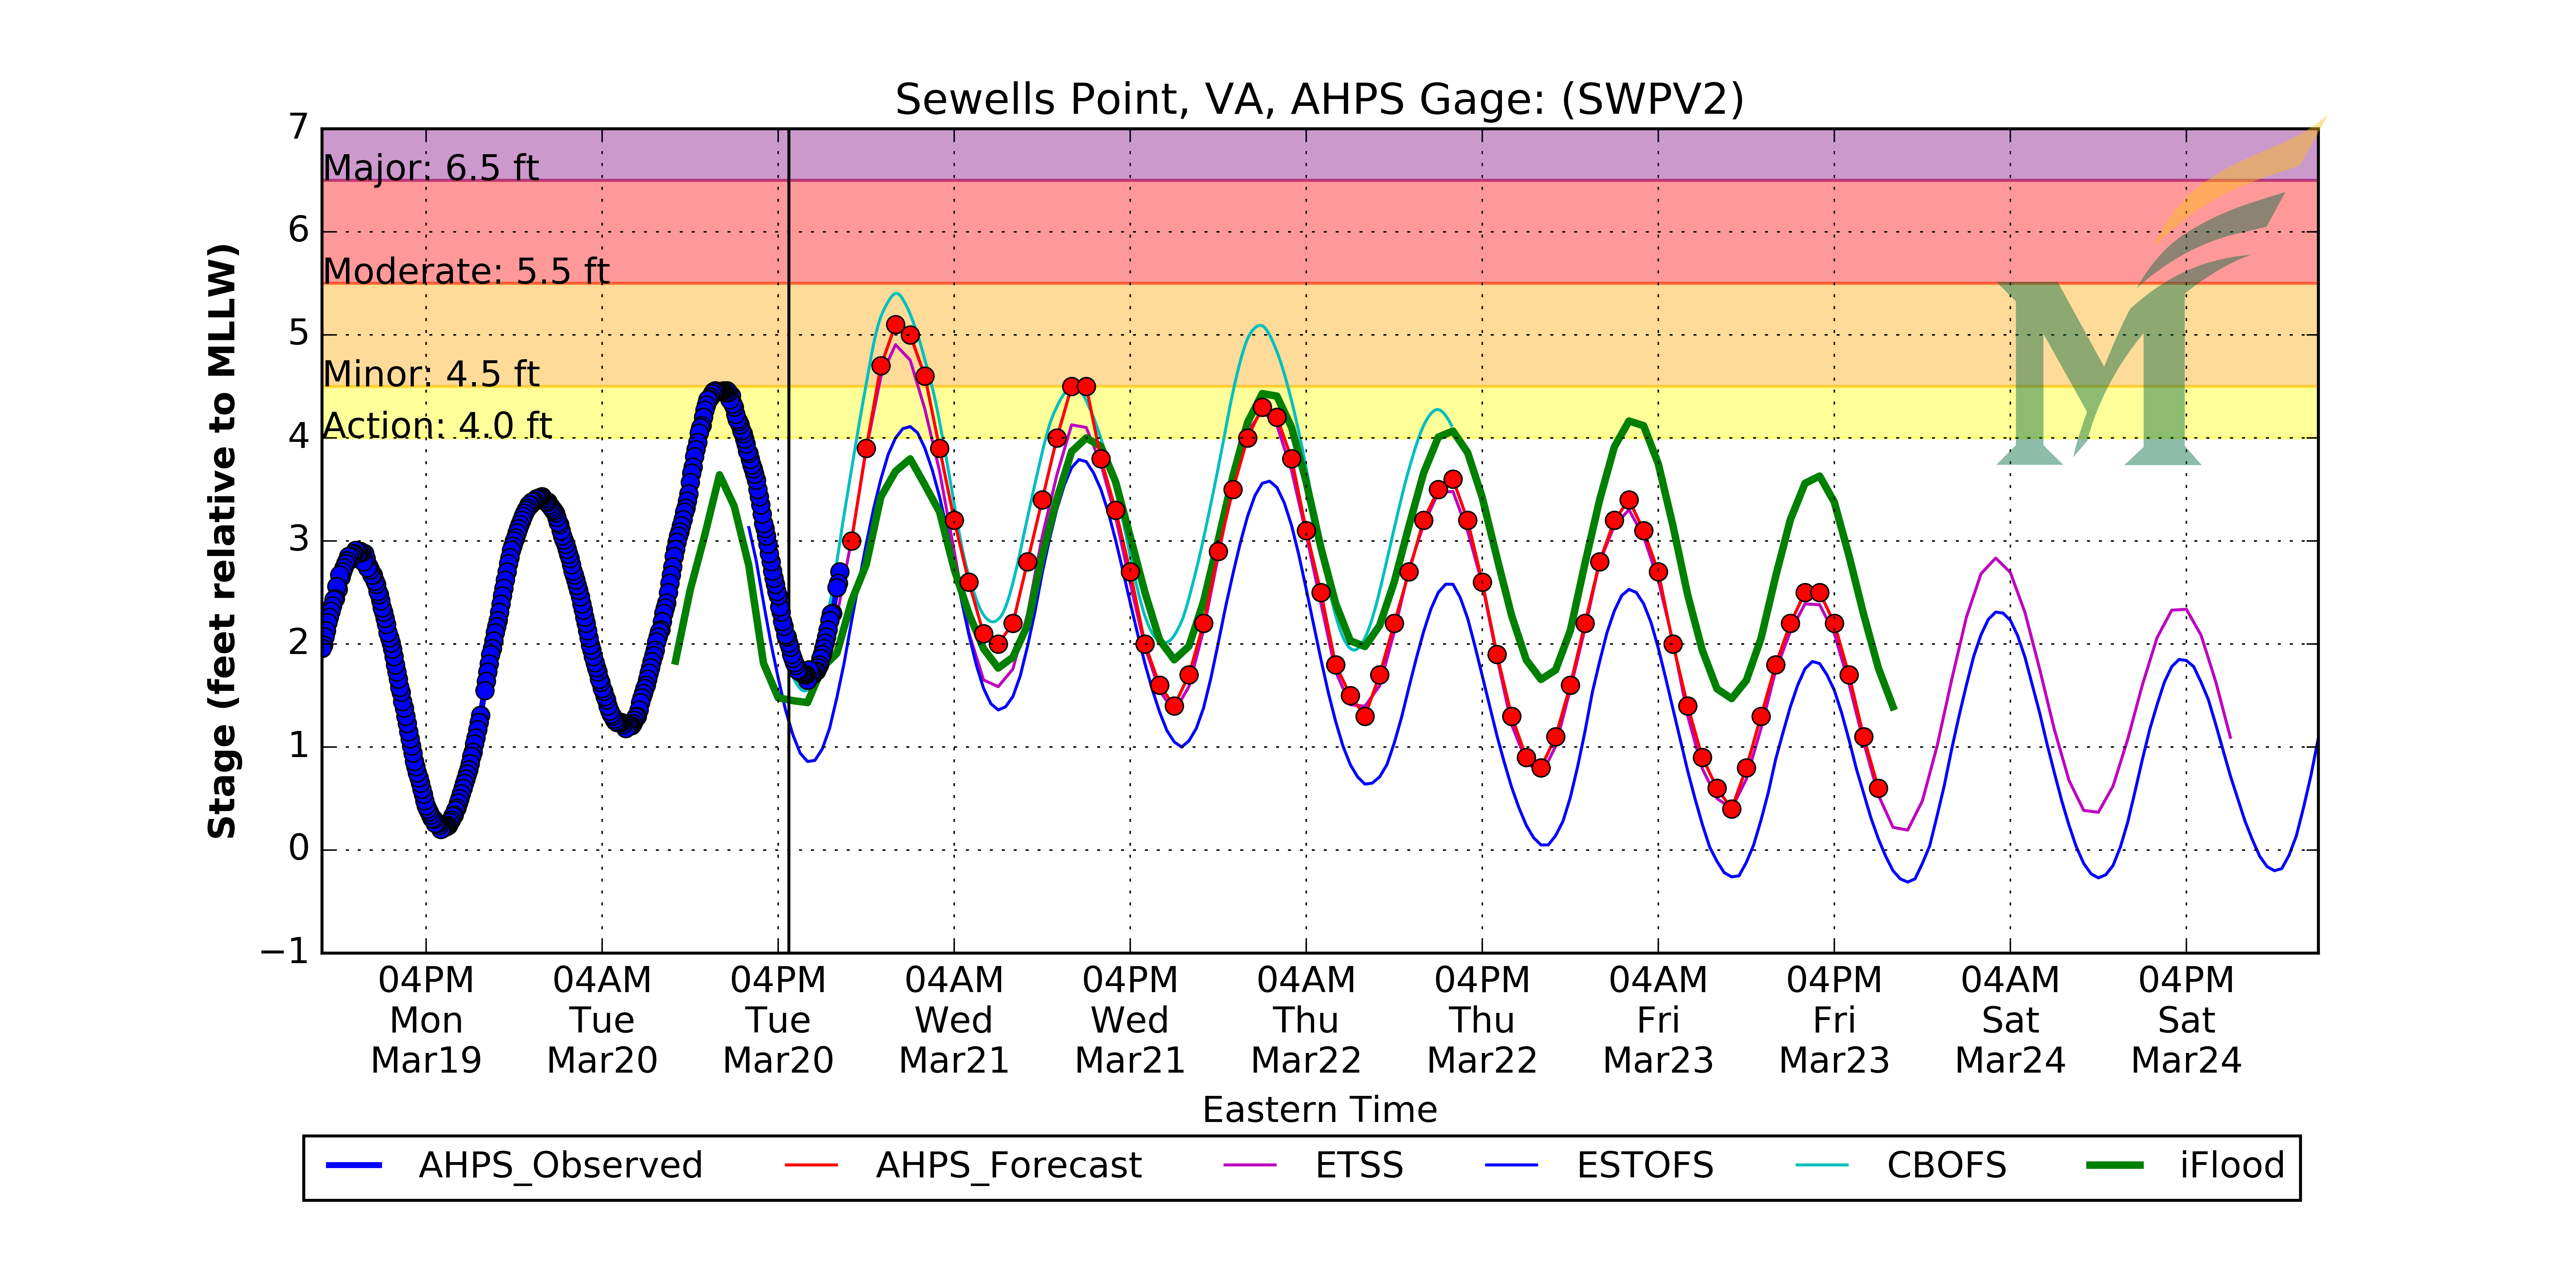 Sewells Point, VA, AHPS Gage: (SWPV2)
7
Major: 6.5 ft
6
Moderate: 5.5 ft
5
Minor: 4.5 ft
Action: 4.0 ft
4
3
2
1
0
−1
Stage (feet relative to MLLW)
M
04PM 04AM 04PM 04AM 04PM 04AM 04PM 04AM 04PM 04AM 04PM
Mon Tue Tue Wed Wed Thu Thu Fri Fri Sat Sat
Mar19 Mar20 Mar20 Mar21 Mar21 Mar22 Mar22 Mar23 Mar23 Mar24 Mar24
Eastern Time
AHPS_Observed AHPS_Forecast ETSS ESTOFS CBOFS iFlood